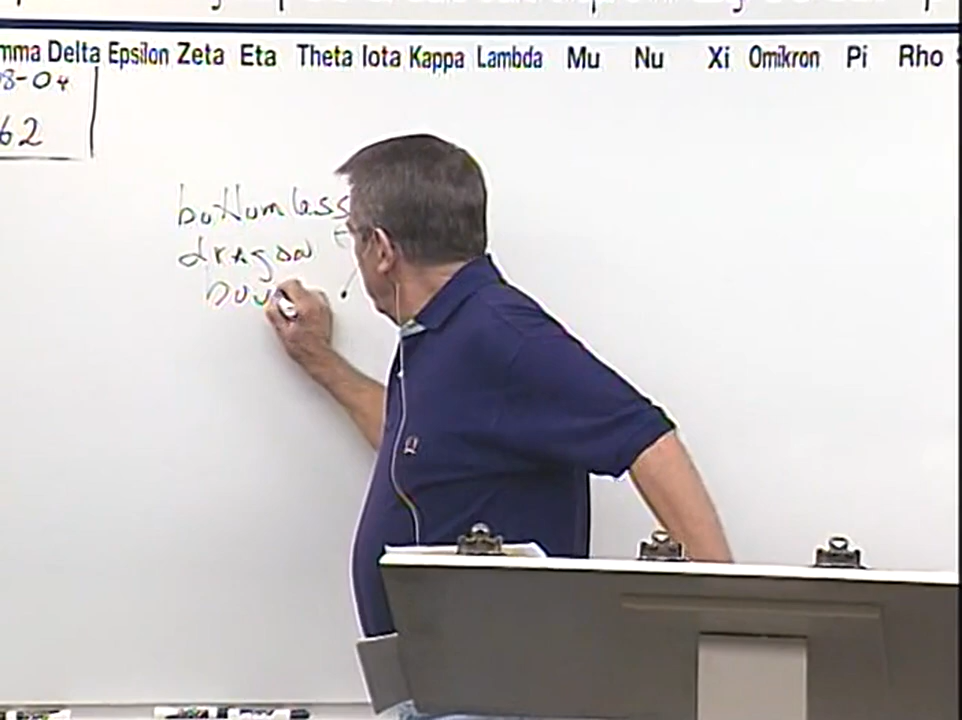 mma Delta Epsilon Zeta Eta Theta Iota Kappa Lambda Mu Nu Xi Omikron Pi Rho
8-04
62
bottomless
dragon